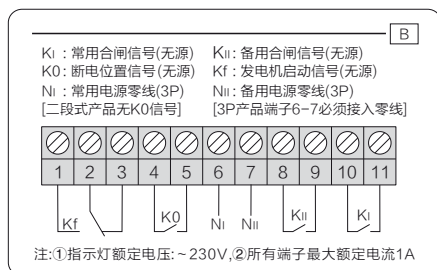 B
KI：常用合闸信号(无源) KII：备用合闸信号(无源)
K0：断电位置信号(无源) Kf：发电机启动信号(无源)
NI：常用电源零线(3P) NII：备用电源零线(3P)
[二段式产品无K0信号] [3P产品端子6-7必须接入零线]
1 2 3 4 5 6 7 8 9 10 11
Kf K0 NI NII KII KI
注:①指示灯额定电压:~230V,②所有端子最大额定电流1A